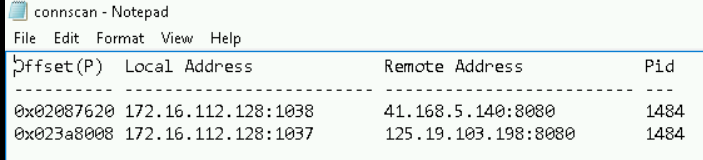 connscan - Notepad
File Edit Format View Help
Offset(P) Local Address Remote Address Pid
---------- ------------------------- ------------------------- ---
0x02087620 172.16.112.128:1038 41.168.5.140:8080 1484
0x023a8008 172.16.112.128:1037 125.19.103.198:8080 1484